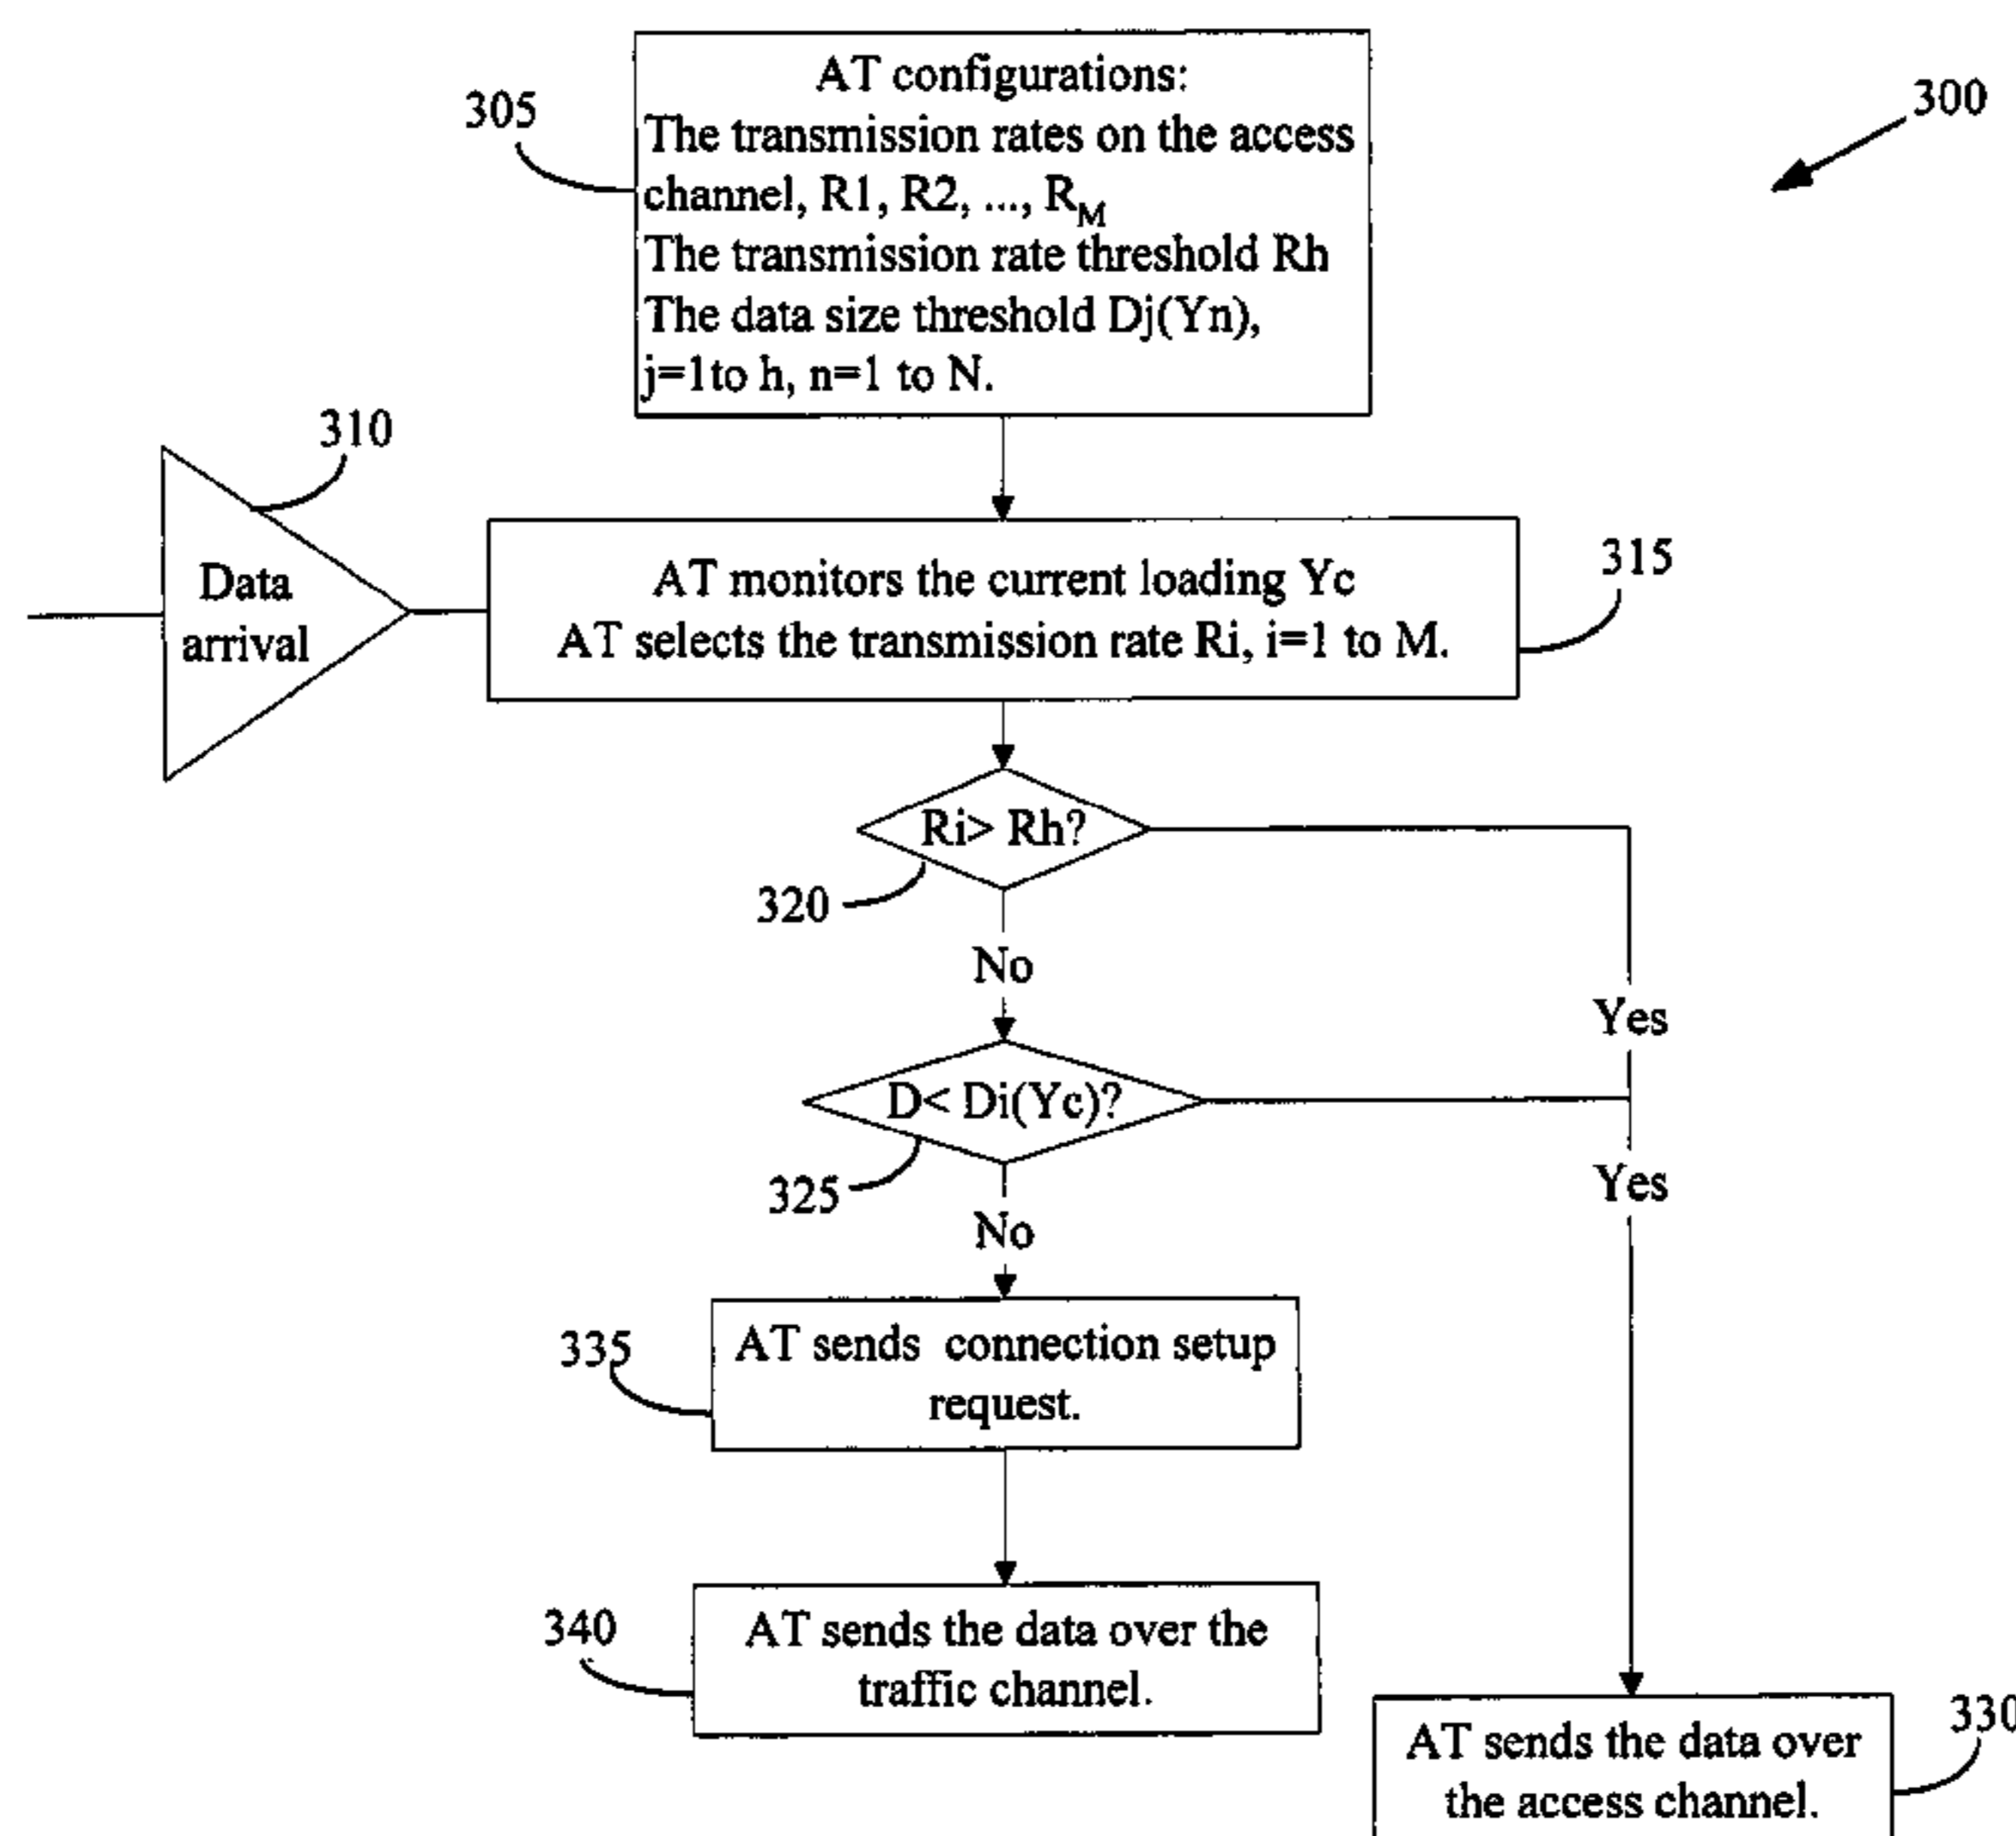 AT configurations:
The transmission rates on the access
channel, R1, R2, ..., RM
The transmission rate threshold Rh
The data size threshold Dj(Yn),
j=1to h, n=1 to N.
305
300
310
Data
arrival
AT monitors the current loading Yc
AT selects the transmission rate Ri, i=1 to M.
315
Ri> Rh?
320
No
Yes
D< Di(Yc)?
325
Yes
No
335
AT sends connection setup
request.
340
AT sends the data over the
traffic channel.
330
AT sends the data over
the access channel.